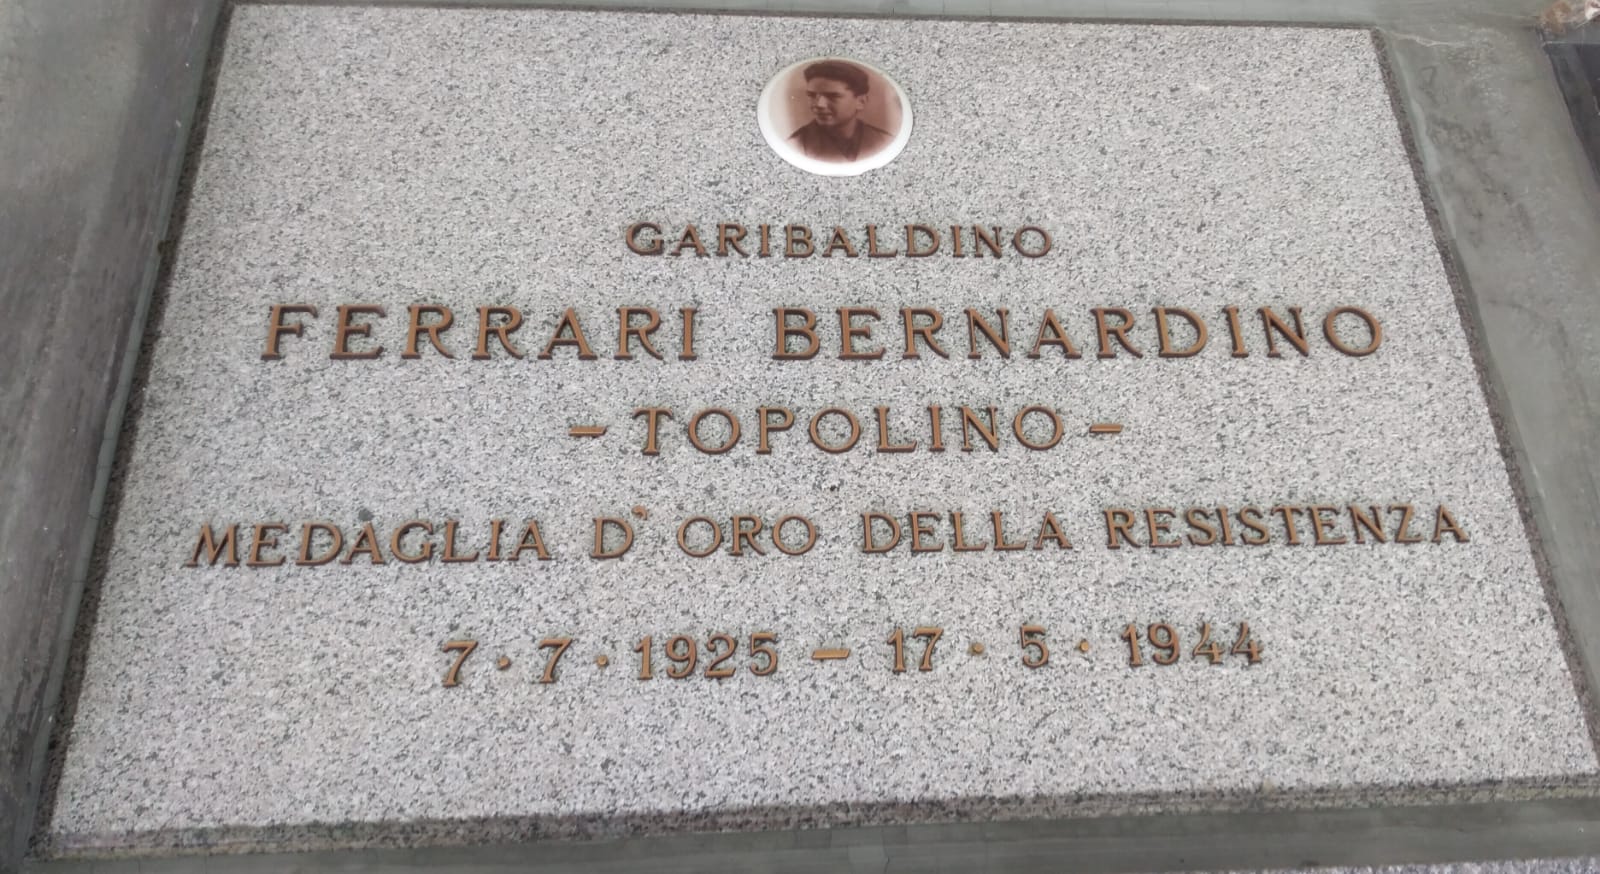 GARIBALDINO
FERRARI BERNARDINO
- TOPOLINO -
MEDAGLIA D'ORO DELLA RESISTENZA
7·7·1925 - 17·5·1944